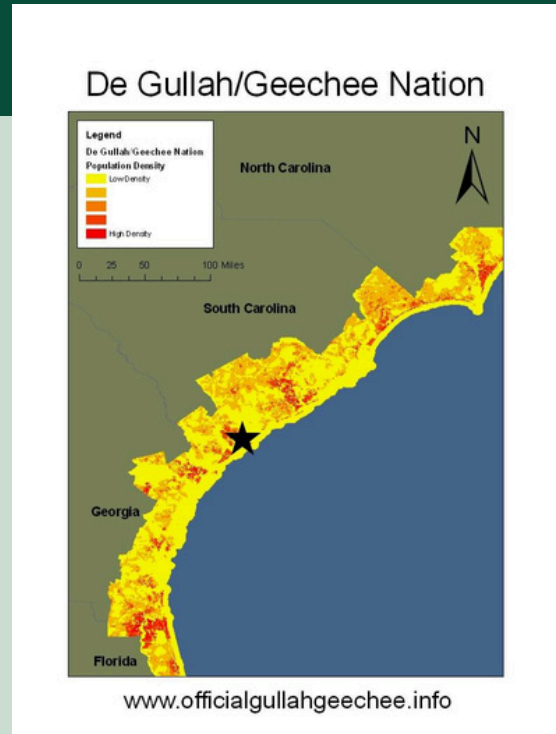 De Gullah/Geechee Nation
Legend
De Gullah/Geechee Nation
Population Density
Low Density
High Density
North Carolina
N
0 25 50 100 Miles
South Carolina
Georgia
Florida
www.officialgullahgeechee.info